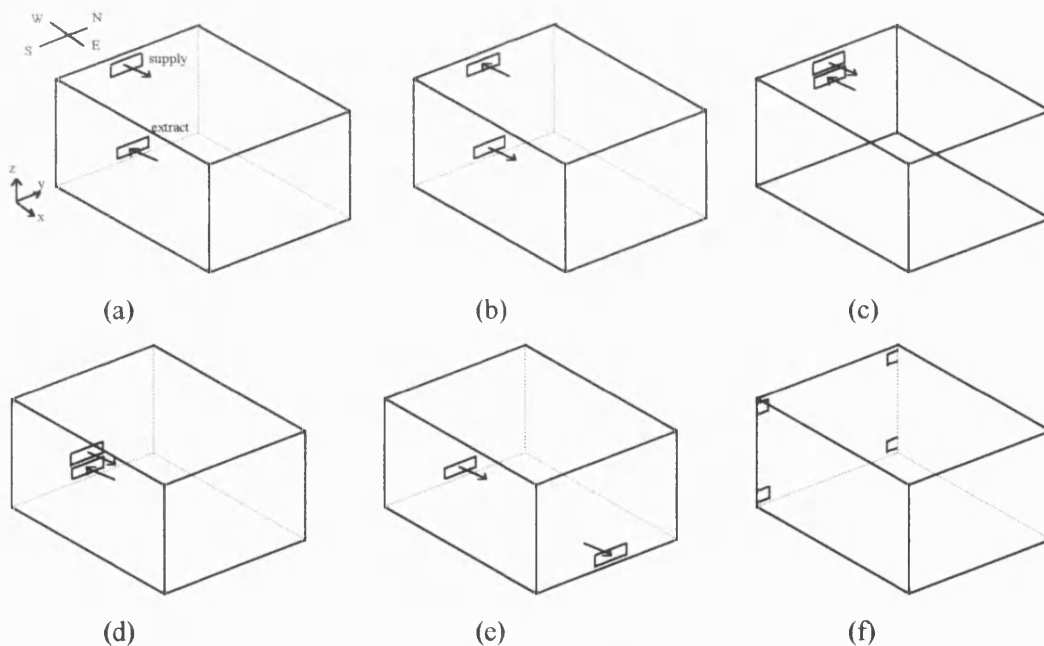 W N
S E
supply
extract
z
y
x
(a) (b) (c)
(d) (e) (f)